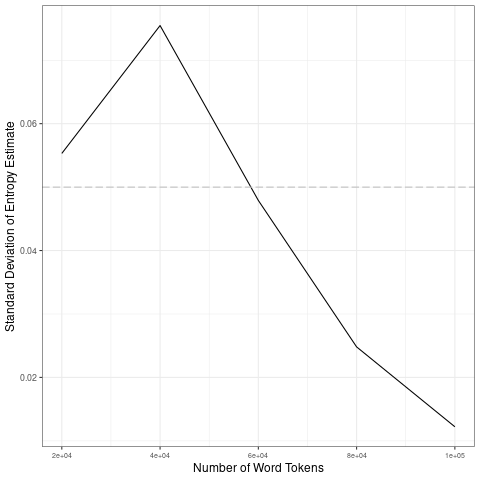 Standard Deviation of Entropy Estimate
0.06
0.04
0.02
2e+04 4e+04 6e+04 8e+04 1e+05
Number of Word Tokens